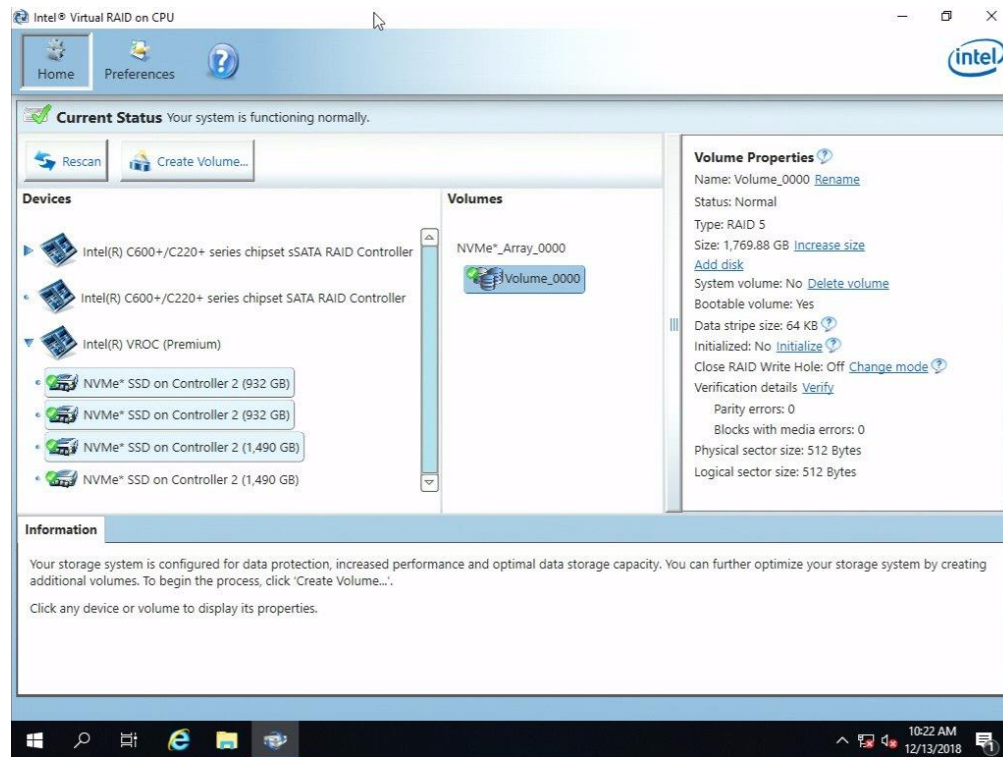 Intel® Virtual RAID on CPU
Home
Preferences
intel
Current Status Your system is functioning normally.
Rescan
Create Volume...
Devices
Intel(R) C600+/C220+ series chipset sSATA RAID Controller
Intel(R) C600+/C220+ series chipset SATA RAID Controller
Intel(R) VROC (Premium)
NVMe* SSD on Controller 2 (932 GB)
NVMe* SSD on Controller 2 (932 GB)
NVMe* SSD on Controller 2 (1,490 GB)
NVMe* SSD on Controller 2 (1,490 GB)
Volumes
NVMe*_Array_0000
Volume_0000
Volume Properties ?
Name: Volume_0000 Rename
Status: Normal
Type: RAID 5
Size: 1,769.88 GB Increase size
Add disk
System volume: No Delete volume
Bootable volume: Yes
Data stripe size: 64 KB ?
Initialized: No Initialize ?
Close RAID Write Hole: Off Change mode ?
Verification details Verify
Parity errors: 0
Blocks with media errors: 0
Physical sector size: 512 Bytes
Logical sector size: 512 Bytes
Information
Your storage system is configured for data protection, increased performance and optimal data storage capacity. You can further optimize your storage system by creating
additional volumes. To begin the process, click 'Create Volume...'.
Click any device or volume to display its properties.
10:22 AM
12/13/2018
1